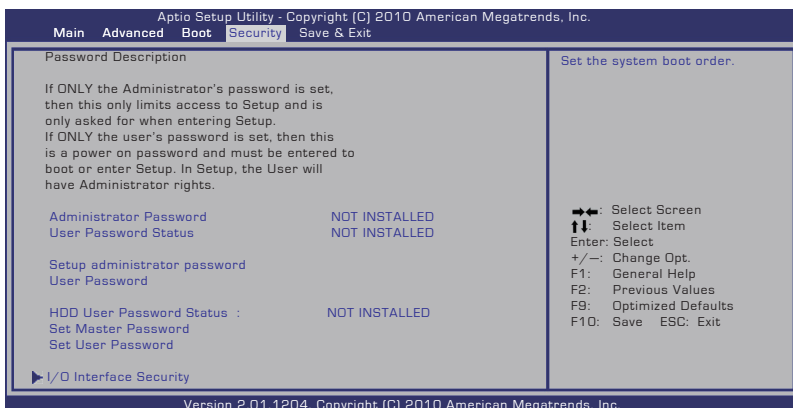 Aptio Setup Utility - Copyright (C) 2010 American Megatrends, Inc.
Main Advanced Boot Security Save & Exit
Password Description
If ONLY the Administrator's password is set,
then this only limits access to Setup and is
only asked for when entering Setup.
If ONLY the user's password is set, then this
is a power on password and must be entered to
boot or enter Setup. In Setup, the User will
have Administrator rights.
Administrator Password NOT INSTALLED
User Password Status NOT INSTALLED
Setup administrator password
User Password
HDD User Password Status : NOT INSTALLED
Set Master Password
Set User Password
I/O Interface Security
Set the system boot order.
→←: Select Screen
↑↓: Select Item
Enter: Select
+/—: Change Opt.
F1: General Help
F2: Previous Values
F9: Optimized Defaults
F10: Save ESC: Exit
Version 2.01.1204. Copyright (C) 2010 American Megatrends, Inc.